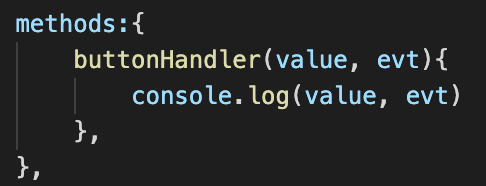 methods:{
    buttonHandler(value, evt){
        console.log(value, evt)
    },
},